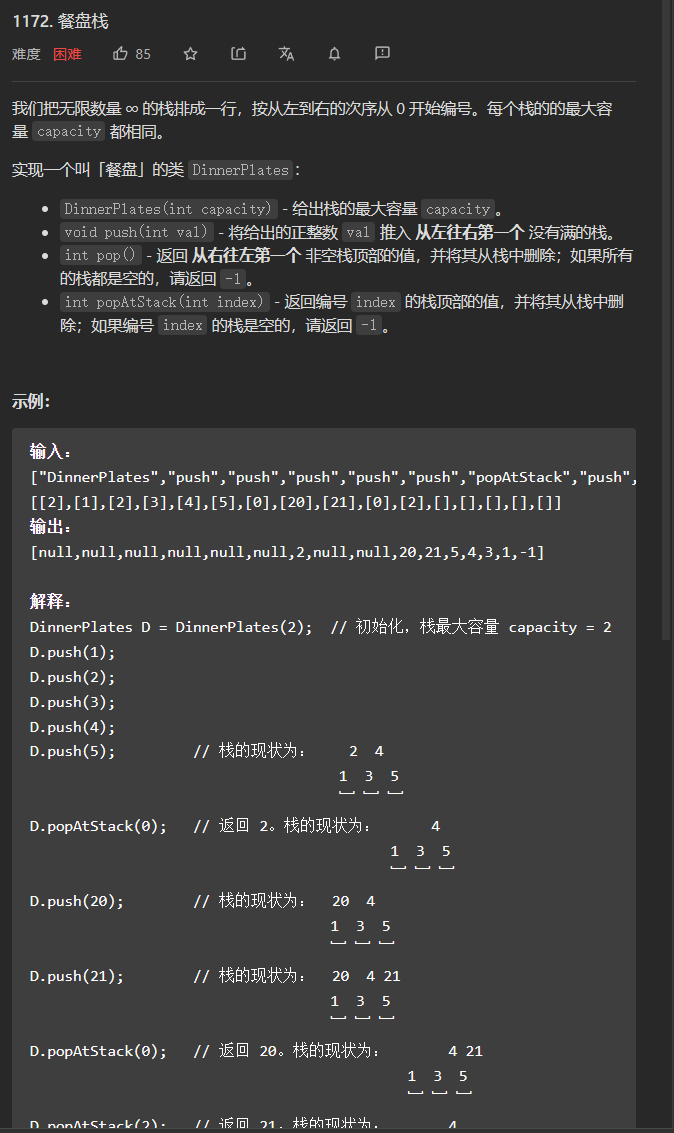 1172. 餐盘栈
难度 困难 85
我们把无限数量 ∞ 的栈排成一行，按从左到右的次序从 0 开始编号。每个栈的的最大容
量 capacity 都相同。
实现一个叫「餐盘」的类 DinnerPlates：
• DinnerPlates(int capacity) - 给出栈的最大容量 capacity。
• void push(int val) - 将给出的正整数 val 推入 从左往右第一个 没有满的栈。
• int pop() - 返回 从右往左第一个 非空栈顶部的值，并将其从栈中删除；如果所有
的栈都是空的，请返回 -1。
• int popAtStack(int index) - 返回编号 index 的栈顶部的值，并将其从栈中删
除；如果编号 index 的栈是空的，请返回 -1。
示例：
输入：
["DinnerPlates","push","push","push","push","push","popAtStack","push",
[[2],[1],[2],[3],[4],[5],[0],[20],[21],[0],[2],[],[],[],[],[]]
输出：
[null,null,null,null,null,null,2,null,null,20,21,5,4,3,1,-1]
解释：
DinnerPlates D = DinnerPlates(2);  // 初始化，栈最大容量 capacity = 2
D.push(1);
D.push(2);
D.push(3);
D.push(4);
D.push(5);         // 栈的现状为：    2  4
1  3  5
﹈  ﹈  ﹈
D.popAtStack(0);   // 返回 2。栈的现状为：      4
1  3  5
﹈  ﹈  ﹈
D.push(20);        // 栈的现状为：  20  4
1  3  5
﹈  ﹈  ﹈
D.push(21);        // 栈的现状为：  20  4 21
1  3  5
﹈  ﹈  ﹈
D.popAtStack(0);   // 返回 20。栈的现状为：       4 21
1  3  5
﹈  ﹈  ﹈
D.popAtStack(2);   // 返回 21。栈的现状为：       4